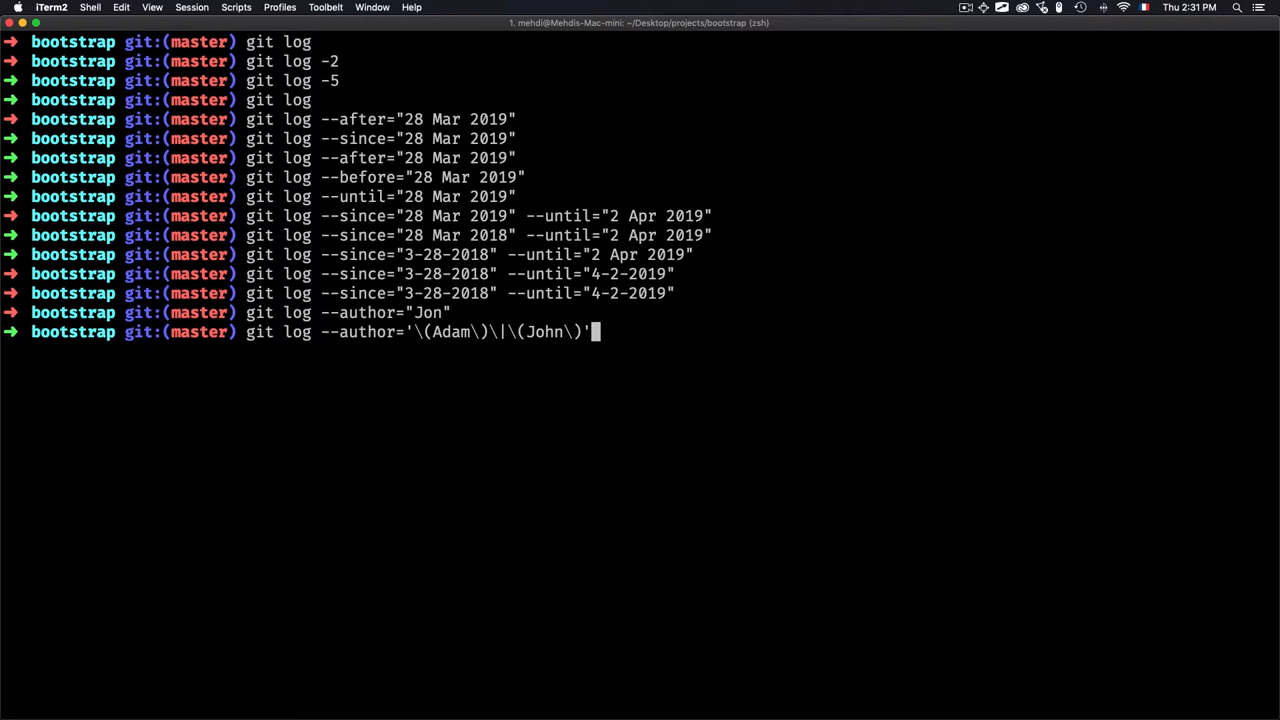 iTerm2 Shell Edit View Session Scripts Profiles Toolbelt Window Help Thu 2:31 PM
1. mehdi@Mehdis-Mac-mini: ~/Desktop/projects/bootstrap (zsh)
➜ bootstrap git:(master) git log
➜ bootstrap git:(master) git log -2
➜ bootstrap git:(master) git log -5
➜ bootstrap git:(master) git log
➜ bootstrap git:(master) git log --after="28 Mar 2019"
➜ bootstrap git:(master) git log --since="28 Mar 2019"
➜ bootstrap git:(master) git log --after="28 Mar 2019"
➜ bootstrap git:(master) git log --before="28 Mar 2019"
➜ bootstrap git:(master) git log --until="28 Mar 2019"
➜ bootstrap git:(master) git log --since="28 Mar 2019" --until="2 Apr 2019"
➜ bootstrap git:(master) git log --since="28 Mar 2018" --until="2 Apr 2019"
➜ bootstrap git:(master) git log --since="3-28-2018" --until="2 Apr 2019"
➜ bootstrap git:(master) git log --since="3-28-2018" --until="4-2-2019"
➜ bootstrap git:(master) git log --since="3-28-2018" --until="4-2-2019"
➜ bootstrap git:(master) git log --author="Jon"
➜ bootstrap git:(master) git log --author='\(Adam\)\|\(John\)'